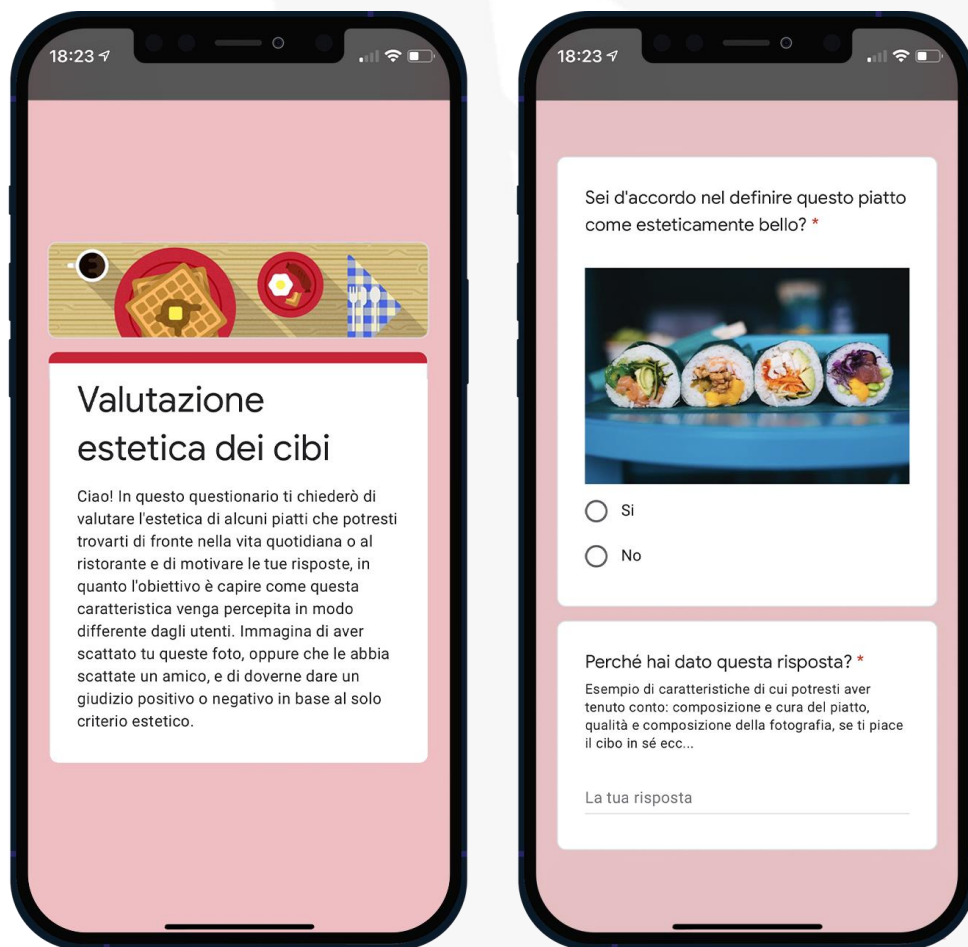 18:23
Valutazione
estetica dei cibi
Ciao! In questo questionario ti chiederò di
valutare l'estetica di alcuni piatti che potresti
trovarti di fronte nella vita quotidiana o al
ristorante e di motivare le tue risposte, in
quanto l'obiettivo è capire come questa
caratteristica venga percepita in modo
differente dagli utenti. Immagina di aver
scattato tu queste foto, oppure che le abbia
scattate un amico, e di doverne dare un
giudizio positivo o negativo in base al solo
criterio estetico.
18:23
Sei d'accordo nel definire questo piatto
come esteticamente bello? *
Si
No
Perché hai dato questa risposta? *
Esempio di caratteristiche di cui potresti aver
tenuto conto: composizione e cura del piatto,
qualità e composizione della fotografia, se ti piace
il cibo in sé ecc...
La tua risposta